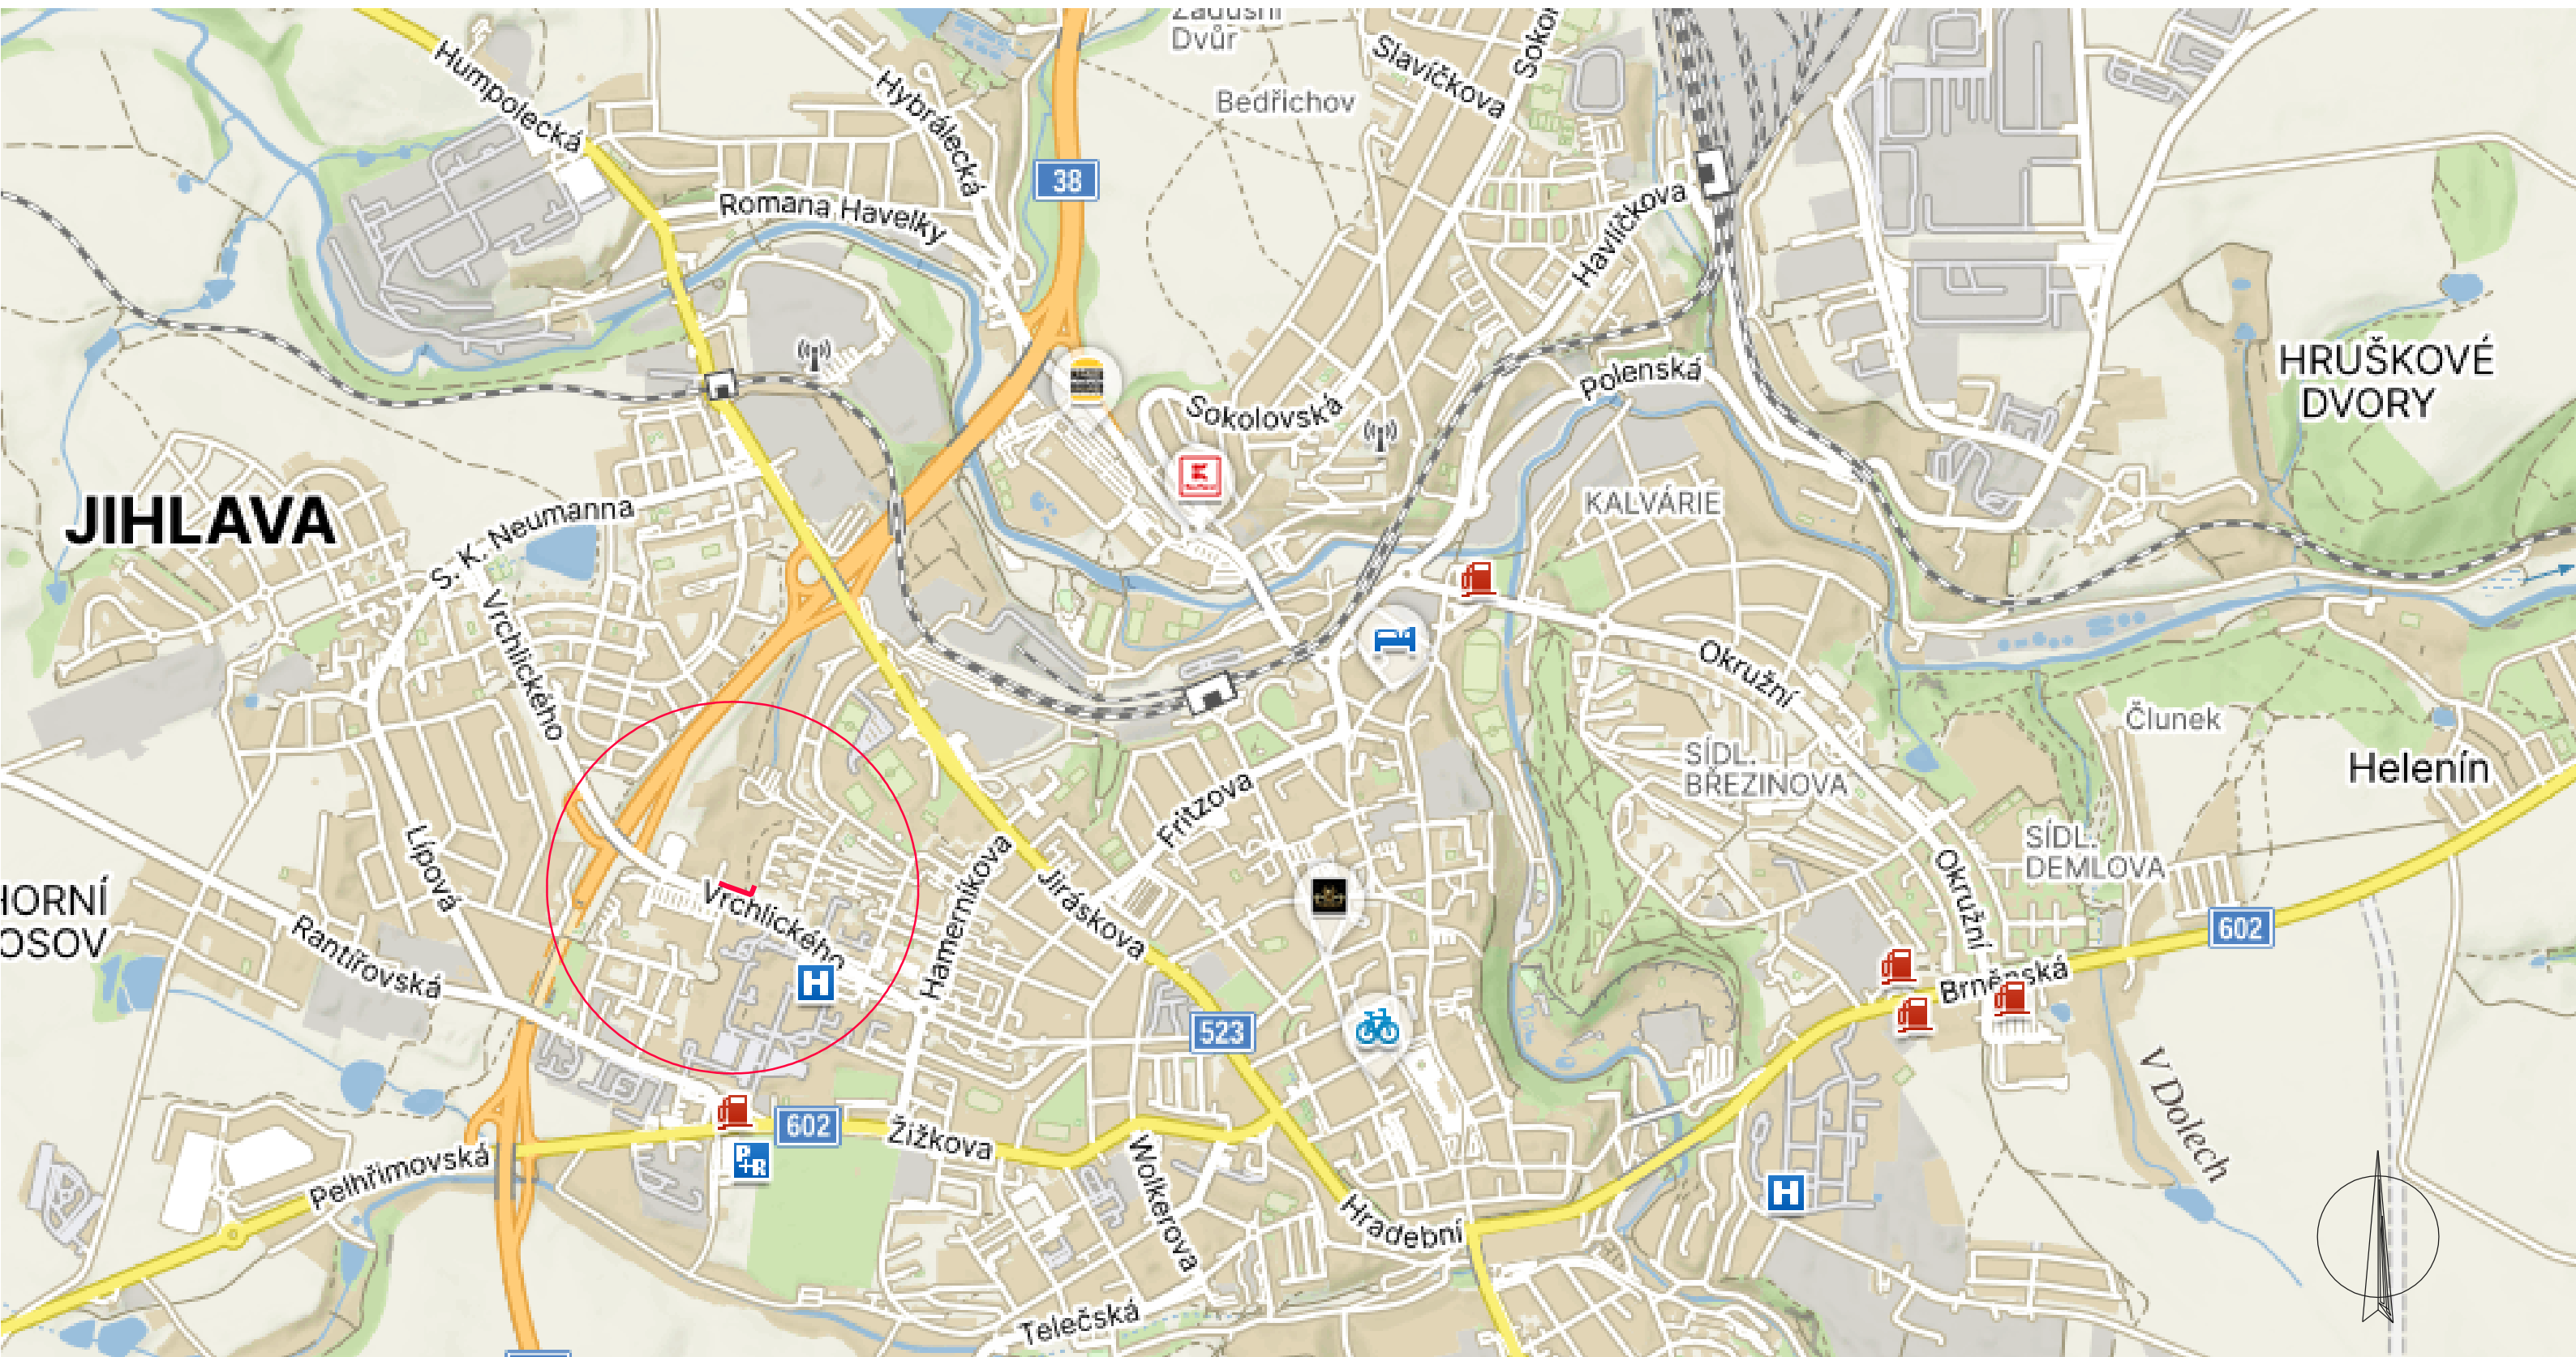 Zadušní
Dvůr
Slavíčkova
Humpolecká
Hybrálecká
Bedřichov
38
Romana Havelky
Havlíčkova
HRUŠKOVÉ
DVORY
Polenská
Sokolovská
JIHLAVA
S. K. Neumanna
KALVÁRIE
Vrchlického
Okružní
Člunek
SÍDL.
BŘEZINOVA
Helenín
Fritzova
Lipová
SÍDL.
DEMLOVA
Okružní
Jiráskova
Hamerníkova
Vrchlického
HORNÍ
Rantířovská
602
H
Brněnská
523
V Dolech
602
Žížkova
P+R
Pelhřimovská
Wolkerova
H
Hradební
Telečská